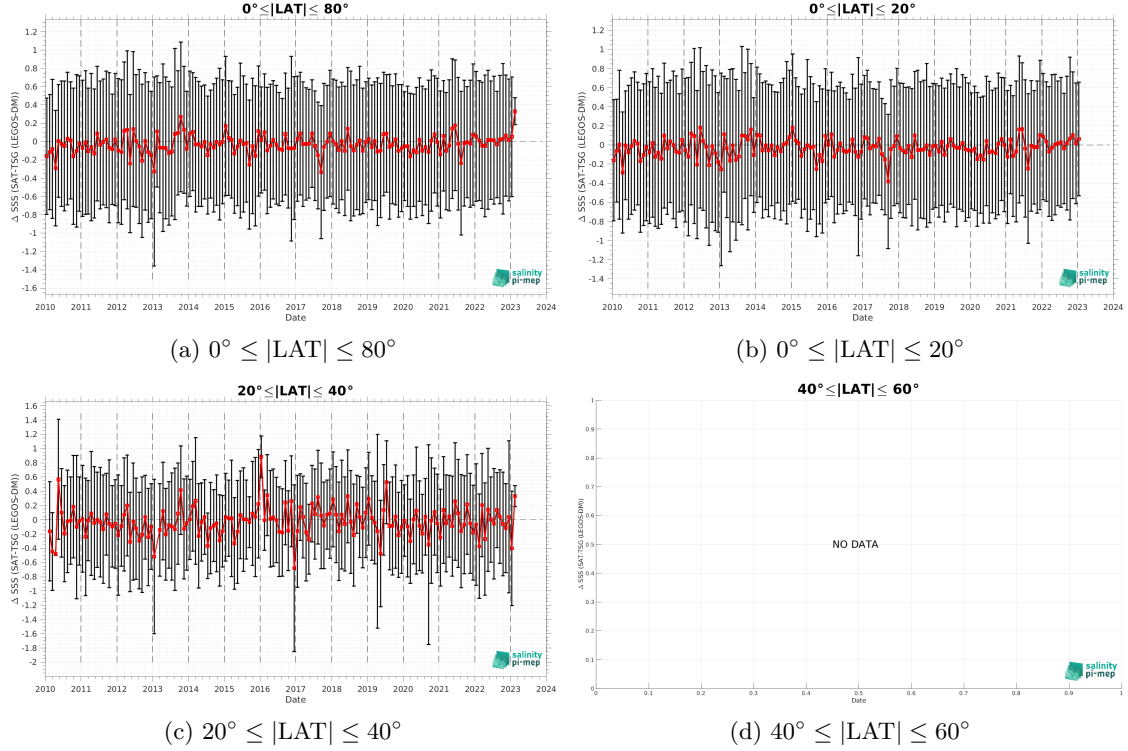 0°≤|LAT|≤ 80°
Δ SSS (SAT-TSG (LEGOS-DM))
1.2
1
0.8
0.6
0.4
0.2
0
-0.2
-0.4
-0.6
-0.8
-1
-1.2
-1.4
-1.6
2010 2011 2012 2013 2014 2015 2016 2017 2018 2019 2020 2021 2022 2023 2024
Date
salinity
pi-mep
(a) 0° ≤ |LAT| ≤ 80°
0°≤|LAT|≤ 20°
Δ SSS (SAT-TSG (LEGOS-DM))
1.2
1
0.8
0.6
0.4
0.2
0
-0.2
-0.4
-0.6
-0.8
-1
-1.2
-1.4
2010 2011 2012 2013 2014 2015 2016 2017 2018 2019 2020 2021 2022 2023 2024
Date
salinity
pi-mep
(b) 0° ≤ |LAT| ≤ 20°
20°≤|LAT|≤ 40°
Δ SSS (SAT-TSG (LEGOS-DM))
1.6
1.4
1.2
1
0.8
0.6
0.4
0.2
0
-0.2
-0.4
-0.6
-0.8
-1
-1.2
-1.4
-1.6
-1.8
-2
2010 2011 2012 2013 2014 2015 2016 2017 2018 2019 2020 2021 2022 2023 2024
Date
salinity
pi-mep
(c) 20° ≤ |LAT| ≤ 40°
40°≤|LAT|≤ 60°
Δ SSS (SAT-TSG (LEGOS-DM))
1
0.9
0.8
0.7
0.6
0.5
0.4
0.3
0.2
0.1
0
NO DATA
0 0.1 0.2 0.3 0.4 0.5 0.6 0.7 0.8 0.9 1
Date
salinity
pi-mep
(d) 40° ≤ |LAT| ≤ 60°